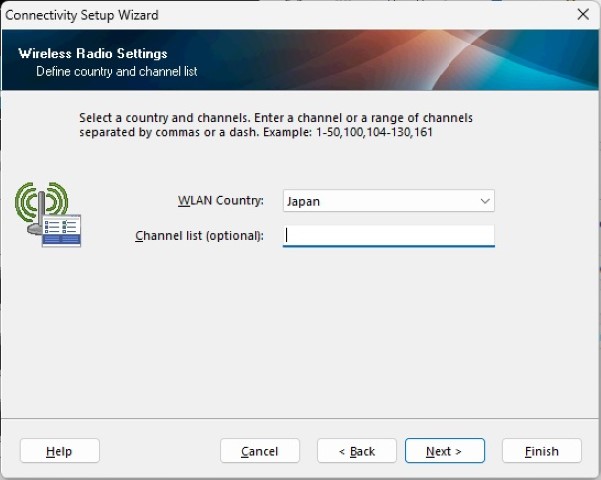 Connectivity Setup Wizard
Wireless Radio Settings
Define country and channel list
Select a country and channels. Enter a channel or a range of channels
separated by commas or a dash. Example: 1-50,100,104-130,161
WLAN Country: Japan
Channel list (optional):
Help Cancel < Back Next > Finish